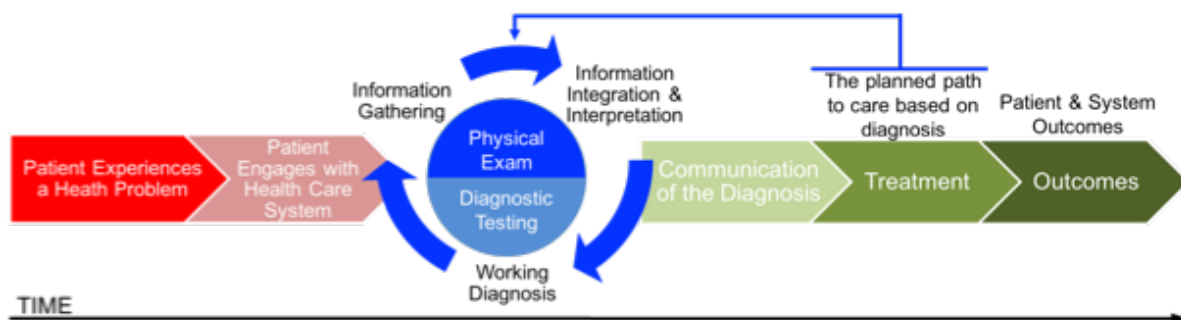 Patient Experiences
a Heath Problem
Patient
Engages with
Health Care
System
Information
Gathering
Physical
Exam
Diagnostic
Testing
Information
Integration &
Interpretation
Working
Diagnosis
Communication
of the Diagnosis
The planned path
to care based on
diagnosis
Treatment
Patient & System
Outcomes
Outcomes
TIME